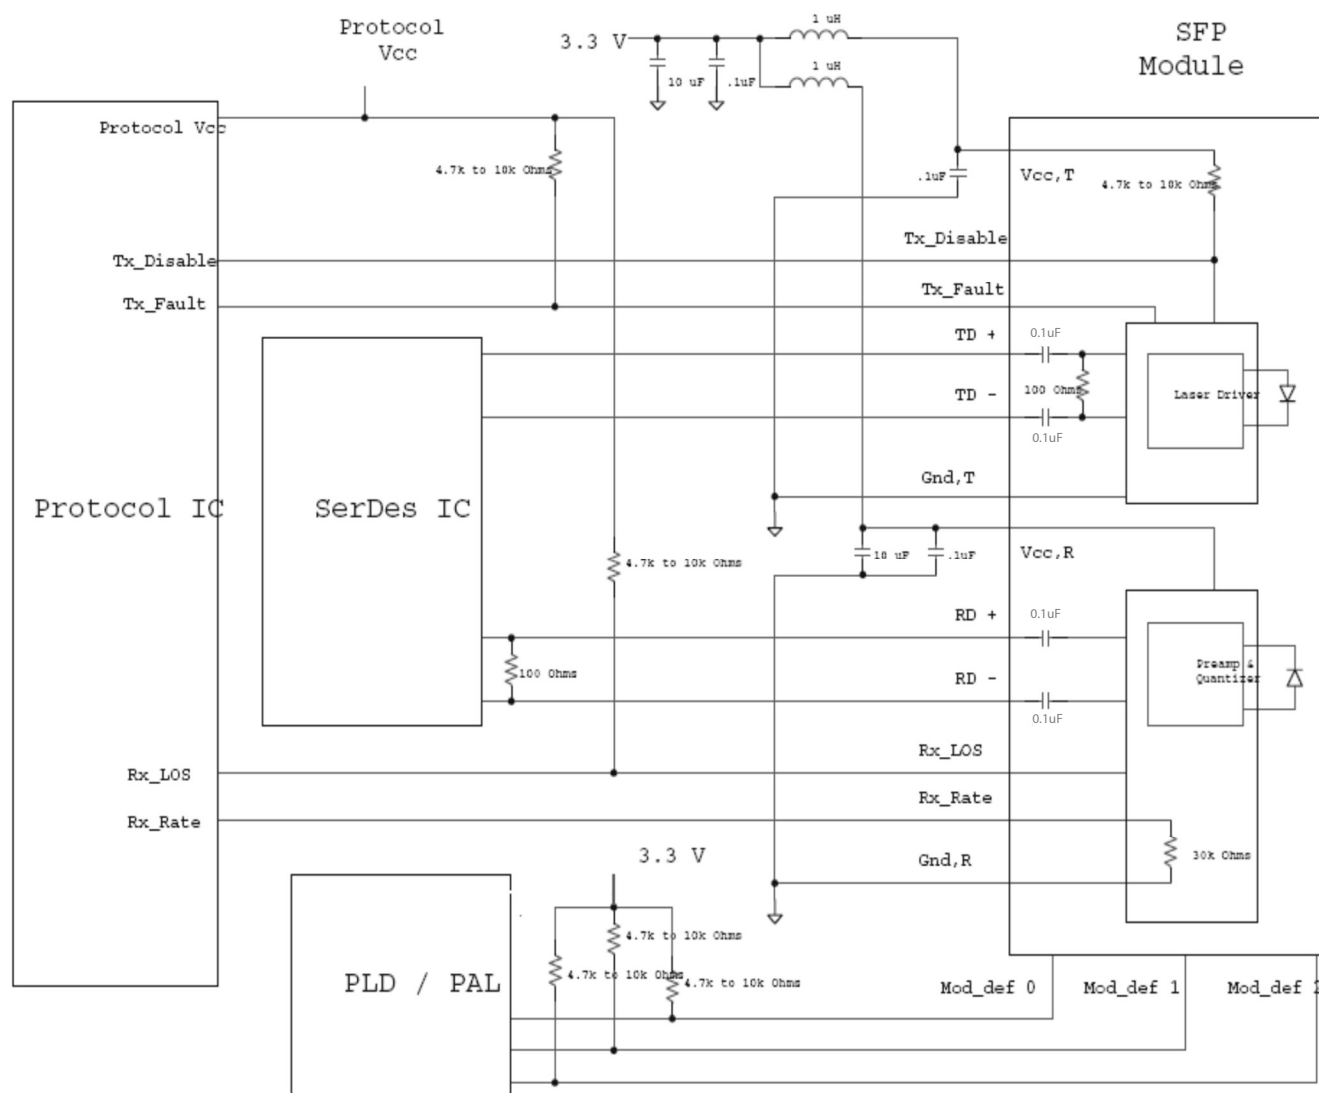 Protocol
Vcc
3.3 V
1 uH
1 uH
10 uF
.1uF
SFP
Module
Protocol Vcc
4.7k to 10k Ohms
.1uF
Vcc,T
4.7k to 10k Ohms
Tx_Disable
Tx_Disable
Tx_Fault
Tx_Fault
TD +
0.1uF
TD -
100 Ohms
Laser Driver
0.1uF
Gnd,T
Protocol IC
SerDes IC
4.7k to 10k Ohms
10 uF
.1uF
Vcc,R
RD +
0.1uF
100 Ohms
RD -
Preamp &
Quantizer
0.1uF
Rx_LOS
Rx_LOS
Rx_Rate
Rx_Rate
3.3 V
Gnd,R
30k Ohms
4.7k to 10k Ohms
PLD / PAL
4.7k to 10k Ohms
4.7k to 10k Ohms
Mod_def 0
Mod_def 1
Mod_def 2